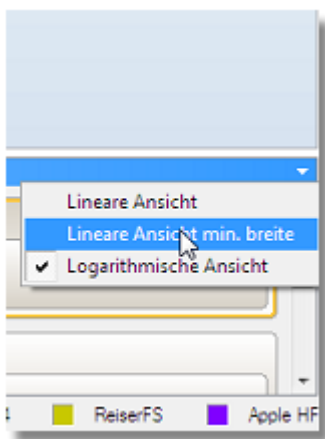 Lineare Ansicht
Lineare Ansicht min. breite
Logarithmische Ansicht
ReiserFS Apple HF